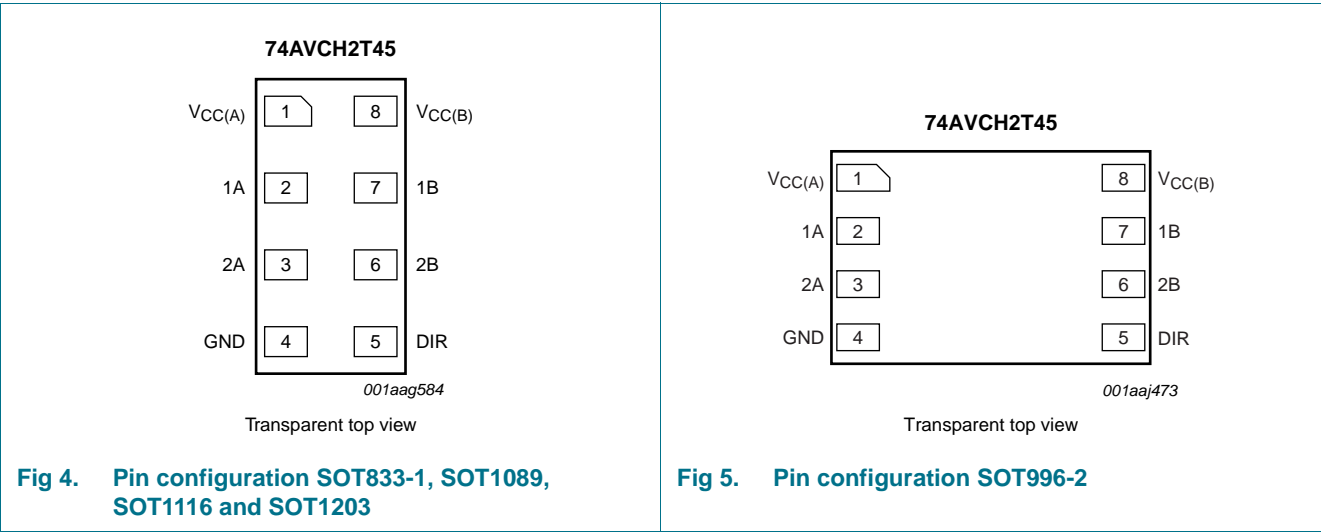 74AVCH2T45
VCC(A) 1 8 VCC(B)
1A 2 7 1B
2A 3 6 2B
GND 4 5 DIR
001aag584
Transparent top view
Fig 4. Pin configuration SOT833-1, SOT1089,
SOT1116 and SOT1203
74AVCH2T45
VCC(A) 1 8 VCC(B)
1A 2 7 1B
2A 3 6 2B
GND 4 5 DIR
001aaj473
Transparent top view
Fig 5. Pin configuration SOT996-2